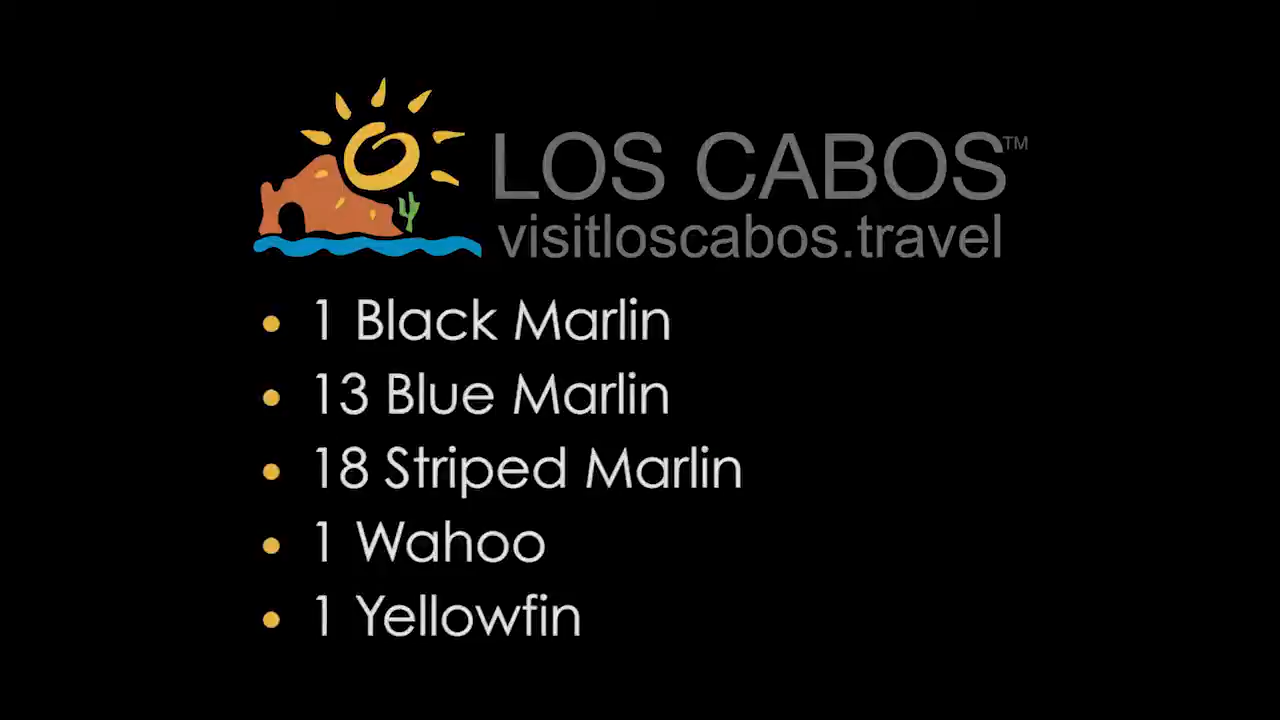 LOS CABOS™
visitloscabos.travel
• 1 Black Marlin
• 13 Blue Marlin
• 18 Striped Marlin
• 1 Wahoo
• 1 Yellowfin